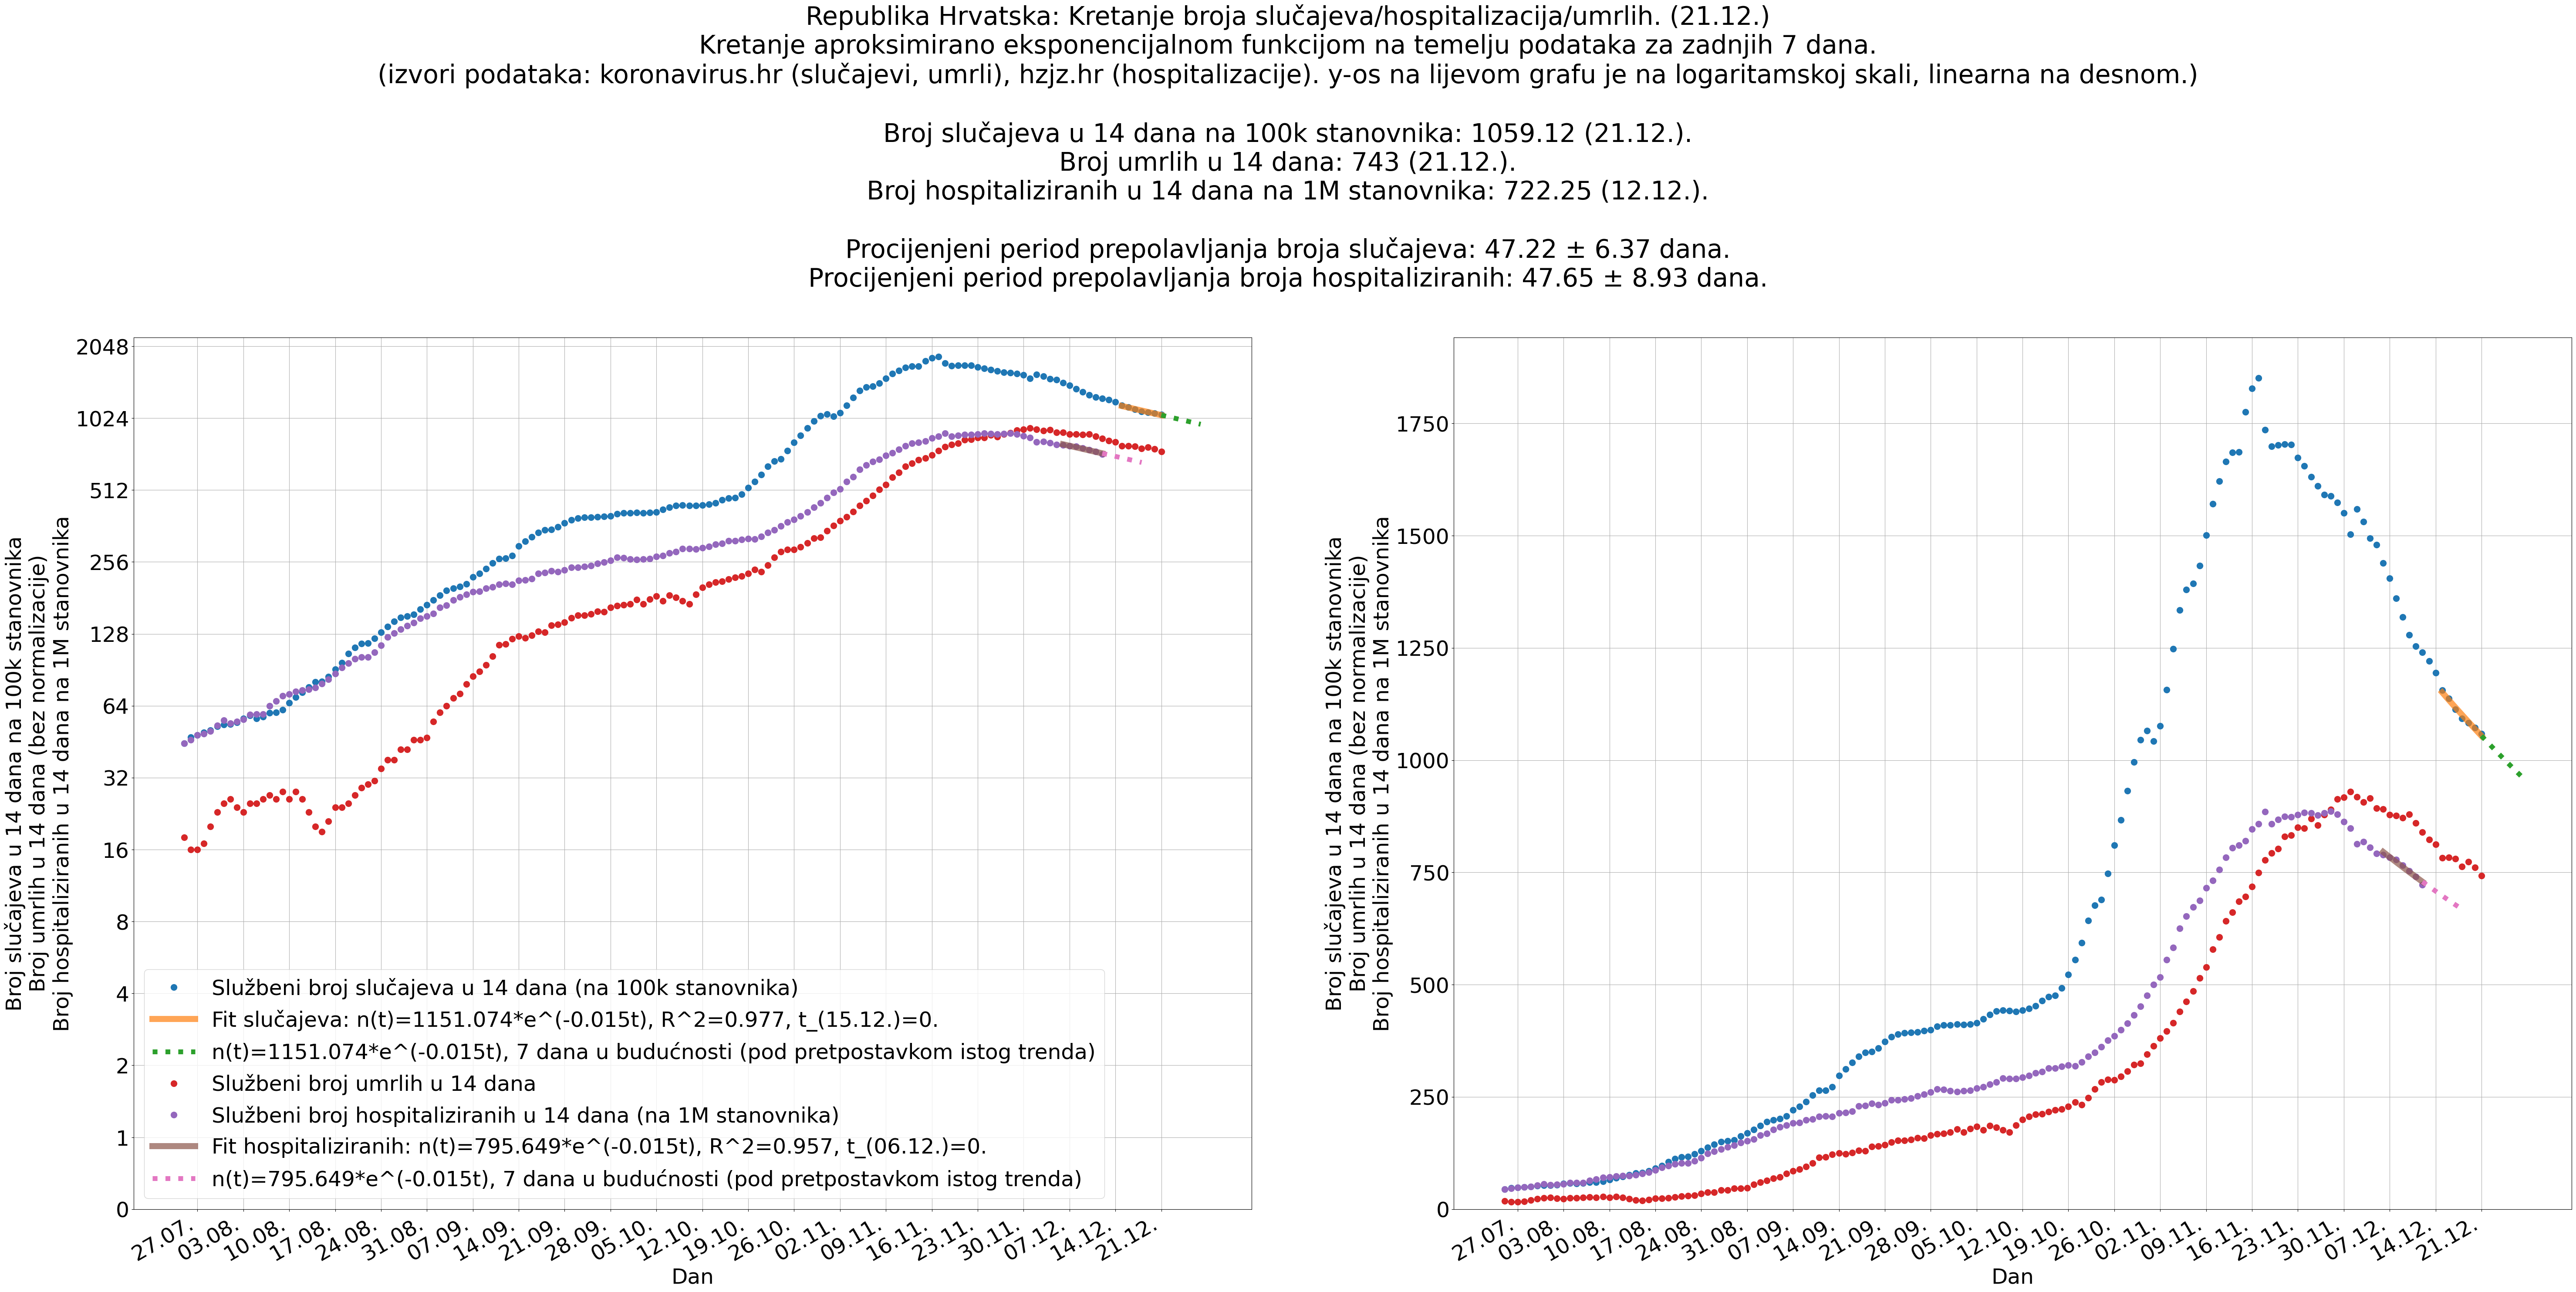 Republika Hrvatska: Kretanje broja slučajeva/hospitalizacija/umrlih. (21.12.)
Kretanje aproksimirano eksponencijalnom funkcijom na temelju podataka za zadnjih 7 dana.
(izvori podataka: koronavirus.hr (slučajevi, umrli), hzjz.hr (hospitalizacije). y-os na lijevom grafu je na logaritamskoj skali, linearna na desnom.)
Broj slučajeva u 14 dana na 100k stanovnika: 1059.12 (21.12.).
Broj umrlih u 14 dana: 743 (21.12.).
Broj hospitaliziranih u 14 dana na 1M stanovnika: 722.25 (12.12.).
Procijenjeni period prepolavljanja broja slučajeva: 47.22 ± 6.37 dana.
Procijenjeni period prepolavljanja broja hospitaliziranih: 47.65 ± 8.93 dana.
Broj slučajeva u 14 dana na 100k stanovnika
Broj umrlih u 14 dana (bez normalizacije)
Broj hospitaliziranih u 14 dana na 1M stanovnika
2048
1024
512
256
128
64
32
16
8
4
2
1
0
Službeni broj slučajeva u 14 dana (na 100k stanovnika)
Fit slučajeva: n(t)=1151.074*e^(-0.015t), R^2=0.977, t_(15.12.)=0.
n(t)=1151.074*e^(-0.015t), 7 dana u budućnosti (pod pretpostavkom istog trenda)
Službeni broj umrlih u 14 dana
Službeni broj hospitaliziranih u 14 dana (na 1M stanovnika)
Fit hospitaliziranih: n(t)=795.649*e^(-0.015t), R^2=0.957, t_(06.12.)=0.
n(t)=795.649*e^(-0.015t), 7 dana u budućnosti (pod pretpostavkom istog trenda)
27.07. 03.08. 10.08. 17.08. 24.08. 31.08. 07.09. 14.09. 21.09. 28.09. 05.10. 12.10. 19.10. 26.10. 02.11. 09.11. 16.11. 23.11. 30.11. 07.12. 14.12. 21.12.
Dan
Broj slučajeva u 14 dana na 100k stanovnika
Broj umrlih u 14 dana (bez normalizacije)
Broj hospitaliziranih u 14 dana na 1M stanovnika
1750
1500
1250
1000
750
500
250
0
27.07. 03.08. 10.08. 17.08. 24.08. 31.08. 07.09. 14.09. 21.09. 28.09. 05.10. 12.10. 19.10. 26.10. 02.11. 09.11. 16.11. 23.11. 30.11. 07.12. 14.12. 21.12.
Dan